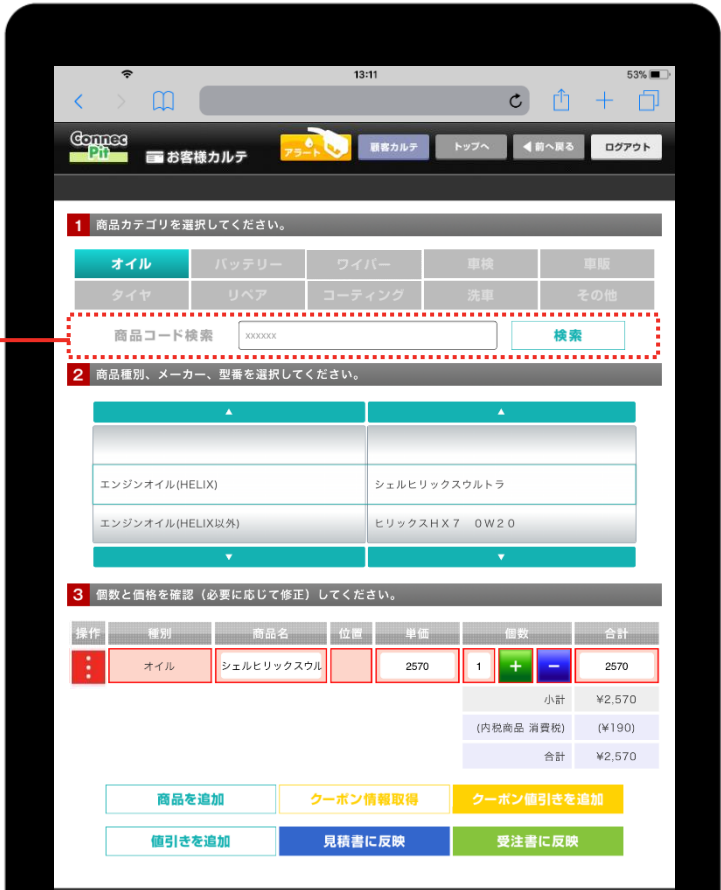 13:11
53%
Connec
Pit
お客様カルテ
アラート
顧客カルテ
トップへ
◀前へ戻る
ログアウト
1 商品カテゴリを選択してください。
オイル バッテリー ワイパー 車検 車販
タイヤ リペア コーティング 洗車 その他
商品コード検索 xxxxxx 検索
2 商品種別、メーカー、型番を選択してください。
▲ ▲
エンジンオイル(HELIX) シェルヒリックスウルトラ
エンジンオイル(HELIX以外) ヒリックスHX7 0W20
▼ ▼
3 個数と価格を確認（必要に応じて修正）してください。
操作 種別 商品名 位置 単価 個数 合計
オイル シェルヒリックスウル 2570 1 + − 2570
小計 ¥2,570
(内税商品 消費税) (¥190)
合計 ¥2,570
商品を追加 クーポン情報取得 クーポン値引きを追加
値引きを追加 見積書に反映 受注書に反映